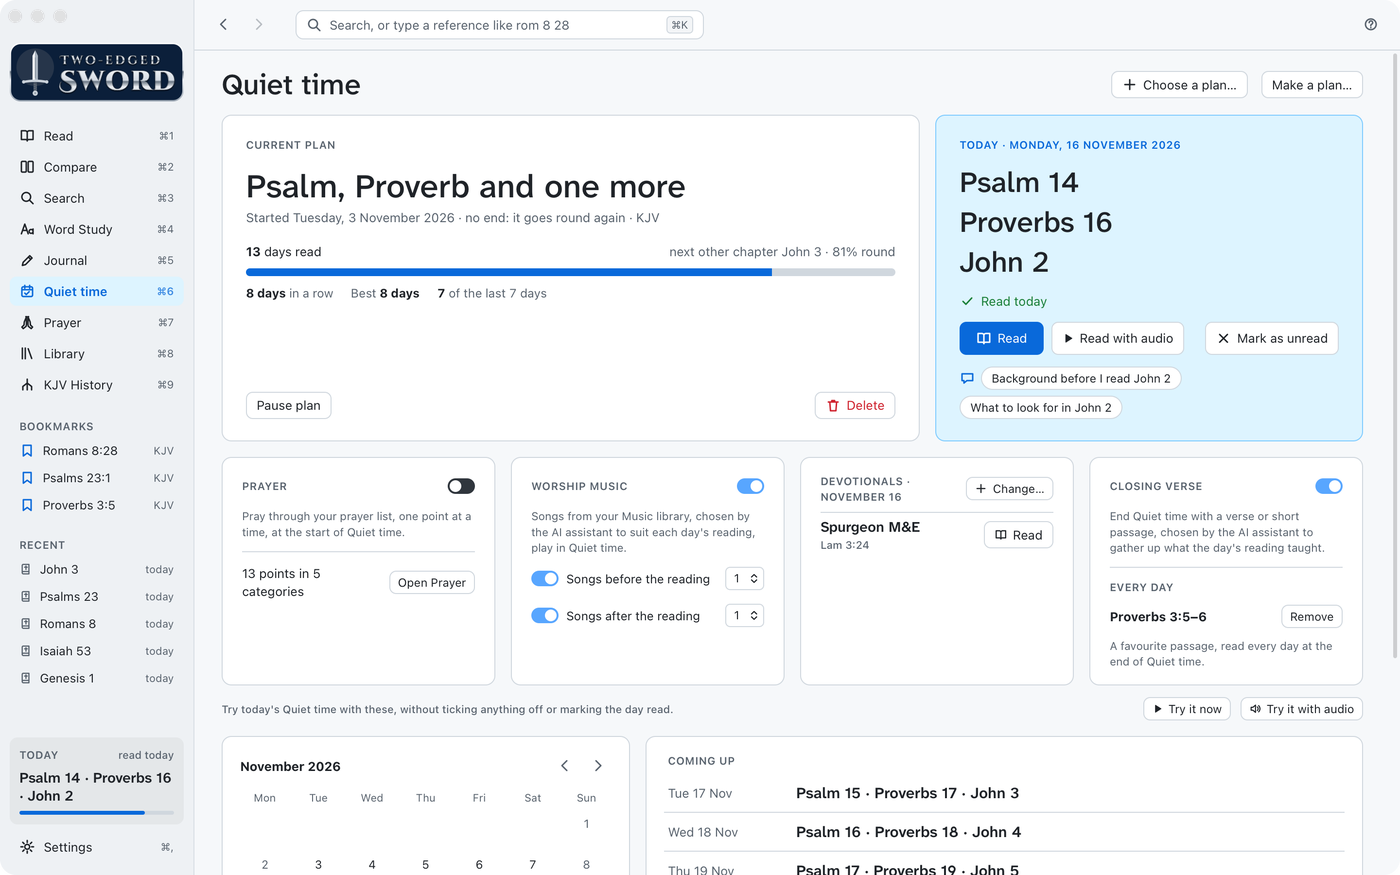 TWO-EDGED
SWORD
Read ⌘1
Compare ⌘2
Search ⌘3
Word Study ⌘4
Journal ⌘5
Quiet time ⌘6
Prayer ⌘7
Library ⌘8
KJV History ⌘9
BOOKMARKS
Romans 8:28 KJV
Psalms 23:1 KJV
Proverbs 3:5 KJV
RECENT
John 3 today
Psalms 23 today
Romans 8 today
Isaiah 53 today
Genesis 1 today
TODAY read today
Psalm 14 · Proverbs 16
· John 2
Settings ⌘,
Search, or type a reference like rom 8 28 ⌘K
Quiet time
Choose a plan...
Make a plan...
CURRENT PLAN
Psalm, Proverb and one more
Started Tuesday, 3 November 2026 · no end: it goes round again · KJV
13 days read
next other chapter John 3 · 81% round
8 days in a row Best 8 days 7 of the last 7 days
Pause plan
Delete
TODAY · MONDAY, 16 NOVEMBER 2026
Psalm 14
Proverbs 16
John 2
Read today
Read
Read with audio
Mark as unread
Background before I read John 2
What to look for in John 2
PRAYER
Pray through your prayer list, one point at a
time, at the start of Quiet time.
13 points in 5
categories
Open Prayer
WORSHIP MUSIC
Songs from your Music library, chosen by
the AI assistant to suit each day's reading,
play in Quiet time.
Songs before the reading 1
Songs after the reading 1
DEVOTIONALS ·
NOVEMBER 16
Change...
Spurgeon M&E
Lam 3:24
Read
CLOSING VERSE
End Quiet time with a verse or short
passage, chosen by the AI assistant to
gather up what the day's reading taught.
EVERY DAY
Proverbs 3:5–6
Remove
A favourite passage, read every day at the
end of Quiet time.
Try today's Quiet time with these, without ticking anything off or marking the day read.
Try it now
Try it with audio
November 2026
Mon Tue Wed Thu Fri Sat Sun
1
2 3 4 5 6 7 8
COMING UP
Tue 17 Nov Psalm 15 · Proverbs 17 · John 3
Wed 18 Nov Psalm 16 · Proverbs 18 · John 4
Thu 19 Nov Psalm 17 · Proverbs 19 · John 5